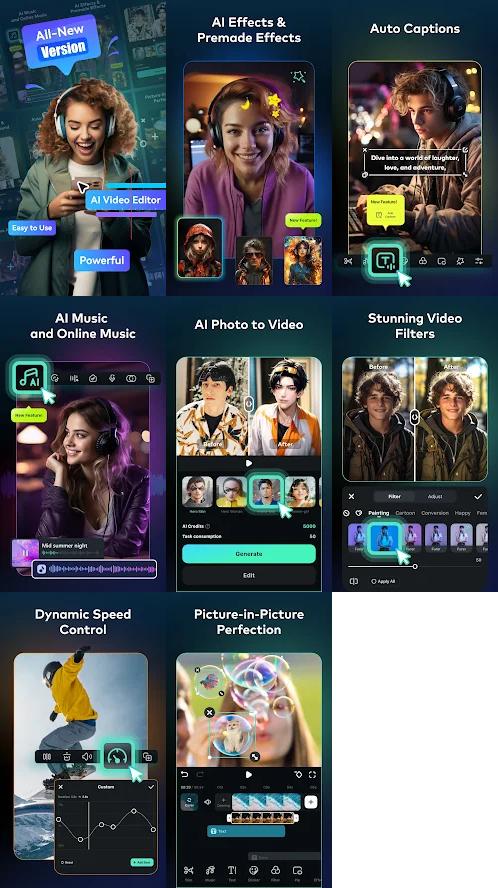 All-New
Version
AI Video Editor
Easy to Use
Powerful
AI Effects &
Premade Effects
New Feature!
Auto Captions
Dive into a world of laughter,
love, and adventure,
New Feature!
AI Music
and Online Music
AI
New Feature!
Mid summer night
AI Photo to Video
Before
After
AI Credits
5000
Task consumption
50
Generate
Edit
Stunning Video
Filters
Before
After
Filter
Adjust
Painting
Cartoon
Conversion
Happy
50
Apply All
Dynamic Speed
Control
Custom
Reset
Picture-in-Picture
Perfection
Cover
Text